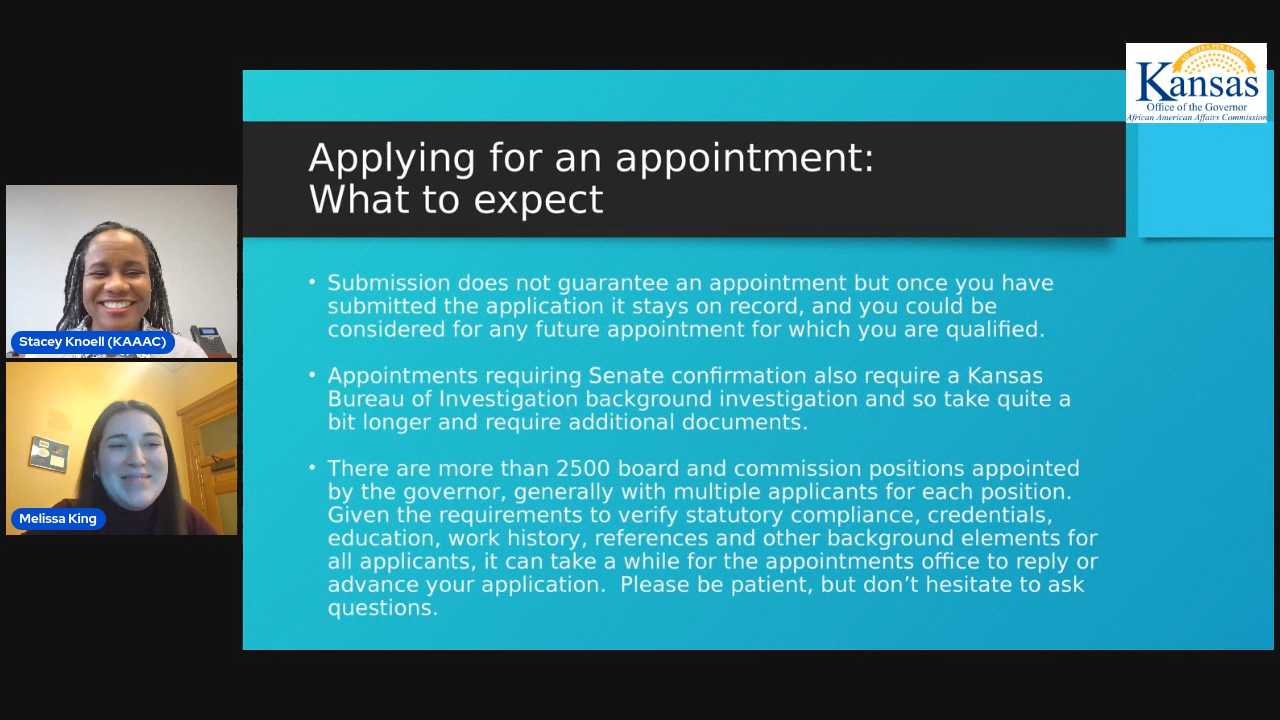 Kansas
Office of the Governor
African American Affairs Commission
Applying for an appointment:
What to expect
• Submission does not guarantee an appointment but once you have
submitted the application it stays on record, and you could be
considered for any future appointment for which you are qualified.
• Appointments requiring Senate confirmation also require a Kansas
Bureau of Investigation background investigation and so take quite a
bit longer and require additional documents.
• There are more than 2500 board and commission positions appointed
by the governor, generally with multiple applicants for each position.
Given the requirements to verify statutory compliance, credentials,
education, work history, references and other background elements for
all applicants, it can take a while for the appointments office to reply or
advance your application.  Please be patient, but don’t hesitate to ask
questions.
Stacey Knoell (KAAAC)
Melissa King